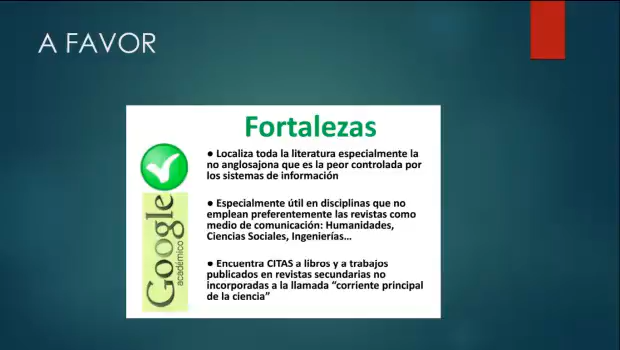 A FAVOR
Fortalezas
● Localiza toda la literatura especialmente la
no anglosajona que es la peor controlada por
los sistemas de información
● Especialmente útil en disciplinas que no
emplean preferentemente las revistas como
medio de comunicación: Humanidades,
Ciencias Sociales, Ingenierías...
● Encuentra CITAS a libros y a trabajos
publicados en revistas secundarias no
incorporadas a la llamada “corriente principal
de la ciencia”
Google
académico